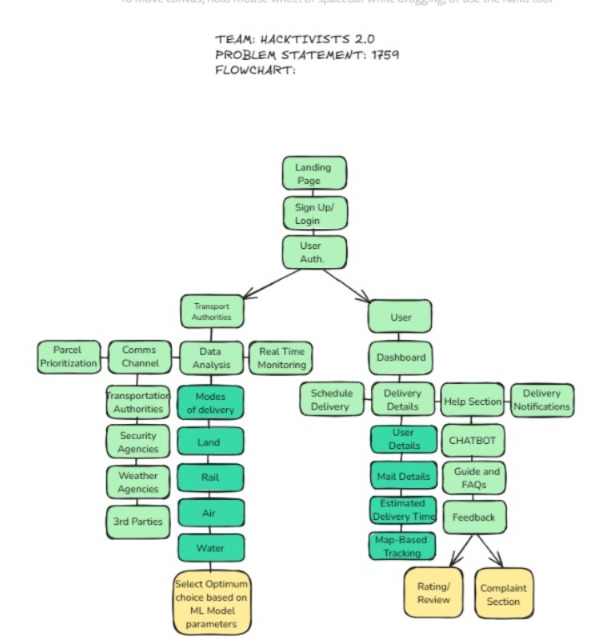 To move canvas, hold mouse wheel or spacebar while dragging, or use the hand tool
TEAM: HACKTIVISTS 2.0
PROBLEM STATEMENT: 1759
FLOWCHART:
Landing
Page
Sign Up/
Login
User
Auth.
Transport
Authorities
User
Parcel
Prioritization
Comms
Channel
Data
Analysis
Real Time
Monitoring
Dashboard
Transportation
Authorities
Modes
of delivery
Schedule
Delivery
Delivery
Details
Help Section
Delivery
Notifications
Security
Agencies
Land
User
Details
CHATBOT
Weather
Agencies
Rail
Mail Details
Guide and
FAQs
3rd Parties
Air
Estimated
Delivery Time
Feedback
Water
Map-Based
Tracking
Select Optimum
choice based on
ML Model
parameters
Rating/
Review
Complaint
Section